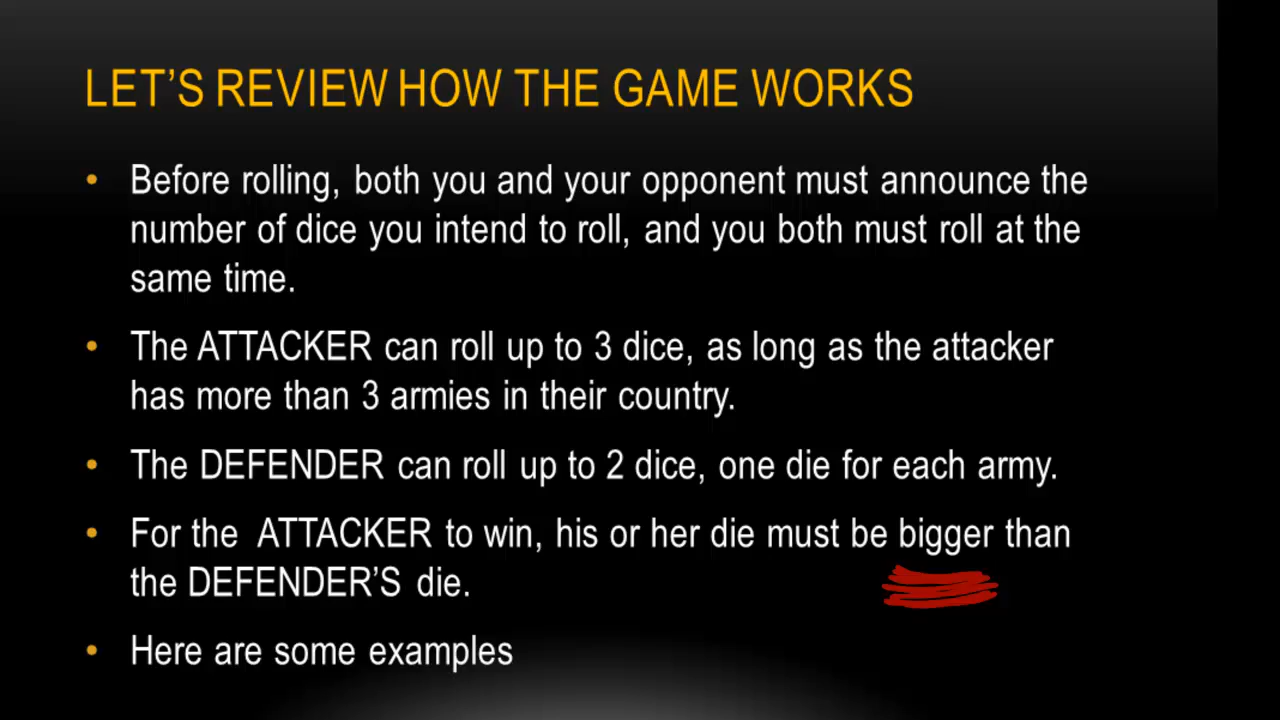 LET’S REVIEW HOW THE GAME WORKS
• Before rolling, both you and your opponent must announce the
number of dice you intend to roll, and you both must roll at the
same time.
• The ATTACKER can roll up to 3 dice, as long as the attacker
has more than 3 armies in their country.
• The DEFENDER can roll up to 2 dice, one die for each army.
• For the ATTACKER to win, his or her die must be bigger than
the DEFENDER’S die.
• Here are some examples